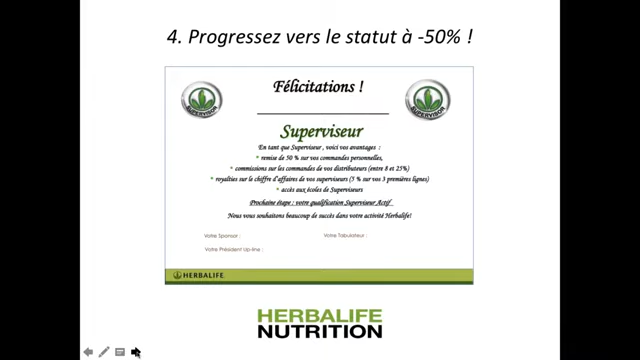 4. Progressez vers le statut à -50% !
Félicitations !
SUPERVISOR
SUPERVISOR
Superviseur
En tant que Superviseur, voici vos avantages :
remise de 50 % sur vos commandes personnelles,
commissions sur les commandes de vos distributeurs (entre 8 et 25%)
royalties sur le chiffre d'affaires de vos superviseurs (5 % sur vos 3 premières lignes)
accès aux écoles de Superviseurs
Prochaine étape : votre qualification Superviseur Actif
Nous vous souhaitons beaucoup de succès dans votre activité Herbalife!
Votre Sponsor :
Votre Tabulateur :
Votre Président Up-line :
HERBALIFE
HERBALIFE
NUTRITION